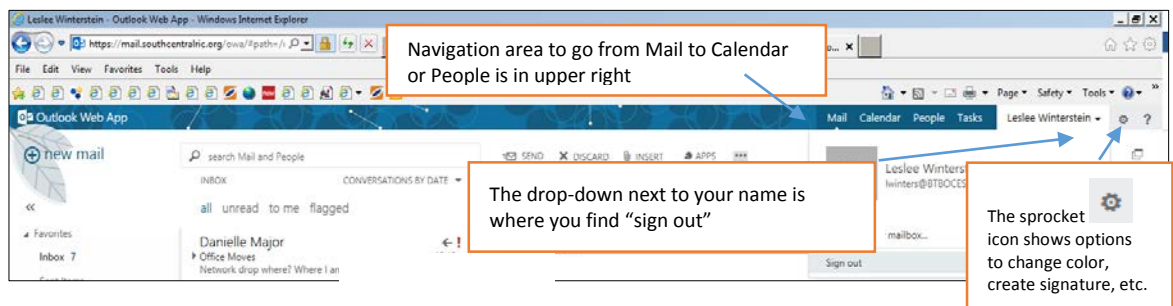 Leslee Winterstein - Outlook Web App - Windows Internet Explorer
https://mail.southcentralric.org/owa/#path=/
File Edit View Favorites Tools Help
Page Safety Tools
Navigation area to go from Mail to Calendar
or People is in upper right
Outlook Web App
Mail Calendar People Tasks Leslee Winterstein ?
new mail
search Mail and People
SEND DISCARD INSERT APPS
INBOX CONVERSATIONS BY DATE
all unread to me flagged
«
Favorites
Inbox 7
Danielle Major
Office Moves
Network drop where? Where I an
The drop-down next to your name is
where you find “sign out”
Leslee Winters
lwinters@BTBOCES
mailbox...
Sign out
The sprocket
icon shows options
to change color,
create signature, etc.